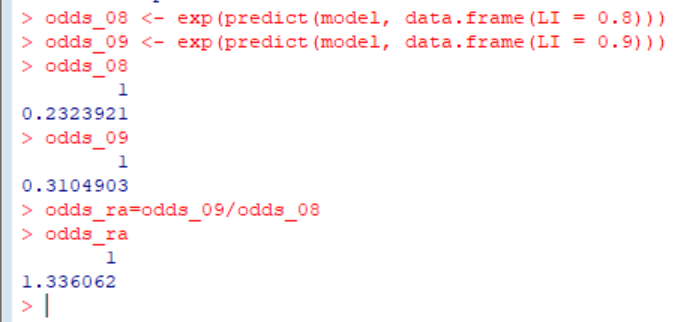 > odds_08 <- exp(predict(model, data.frame(LI = 0.8)))
> odds_09 <- exp(predict(model, data.frame(LI = 0.9)))
> odds_08
1
0.2323921
> odds_09
1
0.3104903
> odds_ra=odds_09/odds_08
> odds_ra
1
1.336062
>